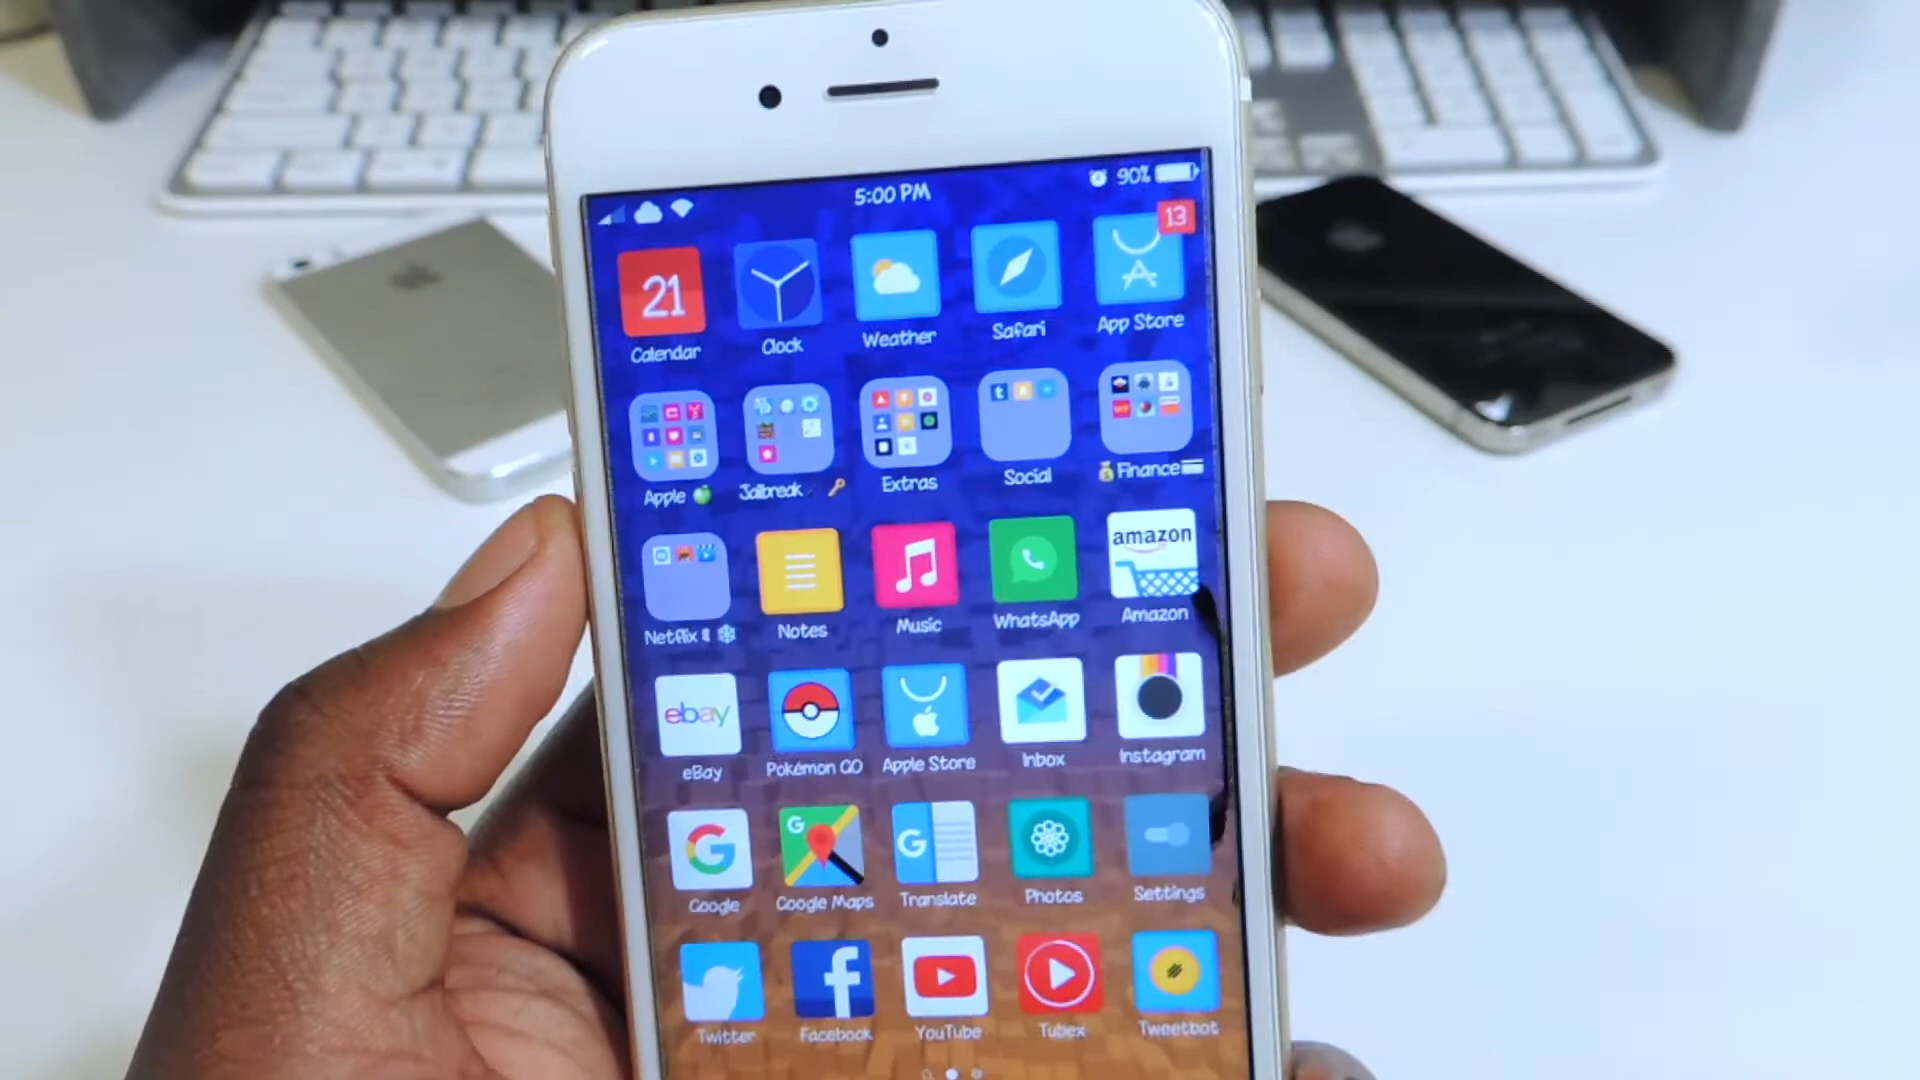 5:00 PM
90%
13
21
Calendar
Clock
Weather
Safari
App Store
Apple
Jailbreak
Extras
Social
Finance
amazon
Netflix
Notes
Music
WhatsApp
Amazon
ebay
eBay
Pokémon GO
Apple Store
Inbox
Instagram
G
G
G
Google
Google Maps
Translate
Photos
Settings
f
Twitter
Facebook
YouTube
Tubex
Tweetbot